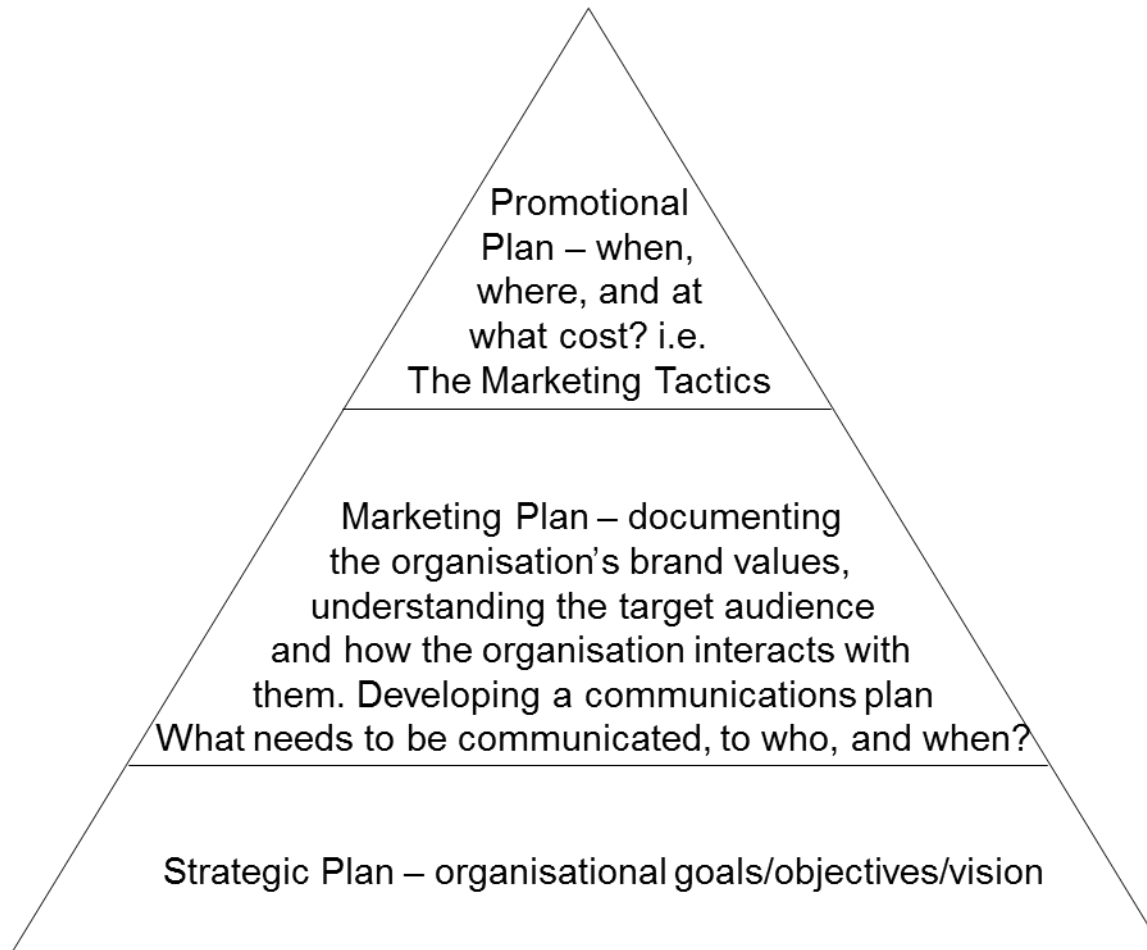 Promotional
Plan – when,
where, and at
what cost? i.e.
The Marketing Tactics
Marketing Plan – documenting
the organisation’s brand values,
understanding the target audience
and how the organisation interacts with
them. Developing a communications plan
What needs to be communicated, to who, and when?
Strategic Plan – organisational goals/objectives/vision